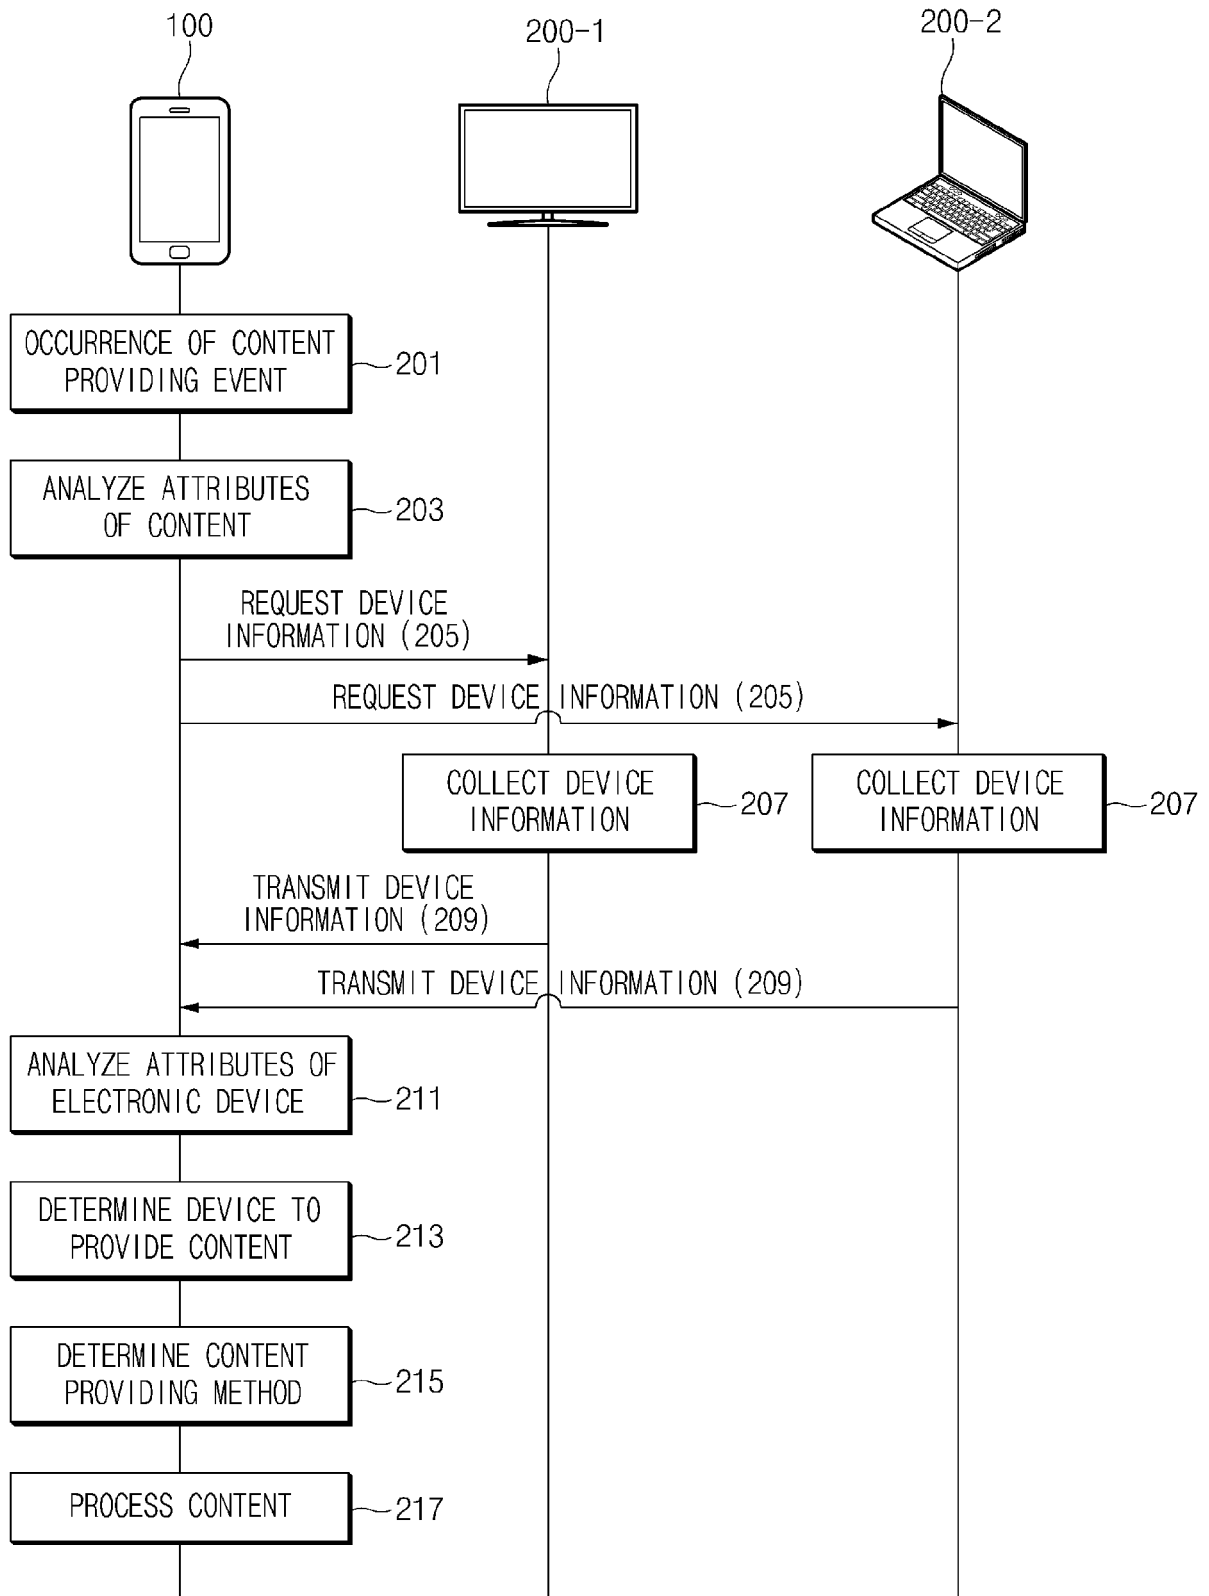 100
200-1
200-2
OCCURRENCE OF CONTENT
PROVIDING EVENT
201
ANALYZE ATTRIBUTES
OF CONTENT
203
REQUEST DEVICE
INFORMATION (205)
REQUEST DEVICE INFORMATION (205)
COLLECT DEVICE
INFORMATION
207
COLLECT DEVICE
INFORMATION
207
TRANSMIT DEVICE
INFORMATION (209)
TRANSMIT DEVICE INFORMATION (209)
ANALYZE ATTRIBUTES OF
ELECTRONIC DEVICE
211
DETERMINE DEVICE TO
PROVIDE CONTENT
213
DETERMINE CONTENT
PROVIDING METHOD
215
PROCESS CONTENT
217